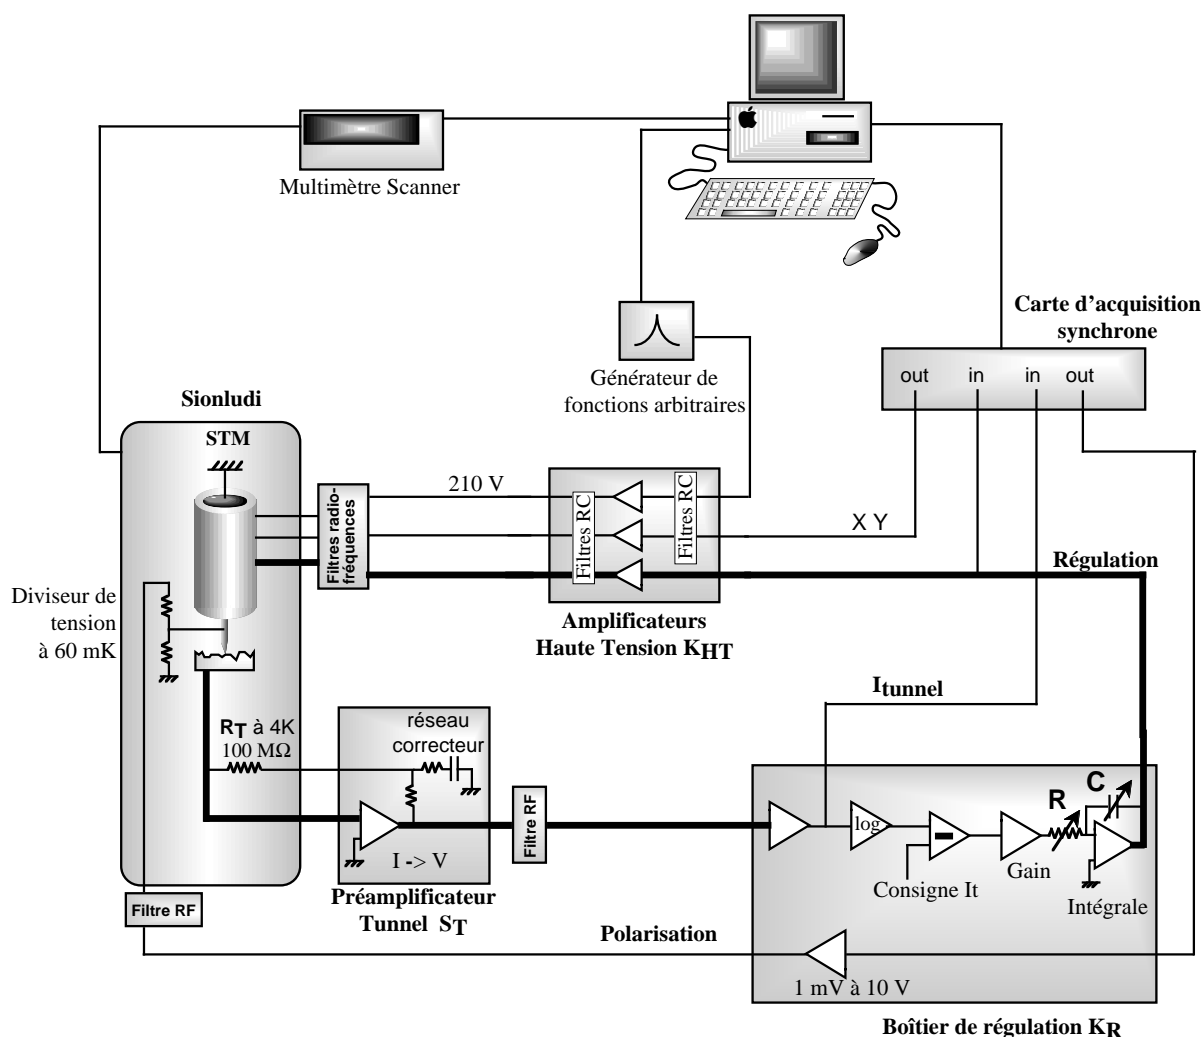 Multimètre Scanner
Carte d'acquisition
synchrone
out in in out
Générateur de
fonctions arbitraires
Sionludi
STM
Filtres radio-
fréquences
210 V
Filtres RC
Filtres RC
X Y
Régulation
Diviseur de
tension
à 60 mK
Amplificateurs
Haute Tension KHT
Itunnel
RT à 4K
100 MΩ
réseau
correcteur
I -> V
Filtre RF
Préamplificateur
Tunnel ST
log
R
C
Consigne It
Gain
Intégrale
Filtre RF
Polarisation
1 mV à 10 V
Boîtier de régulation KR